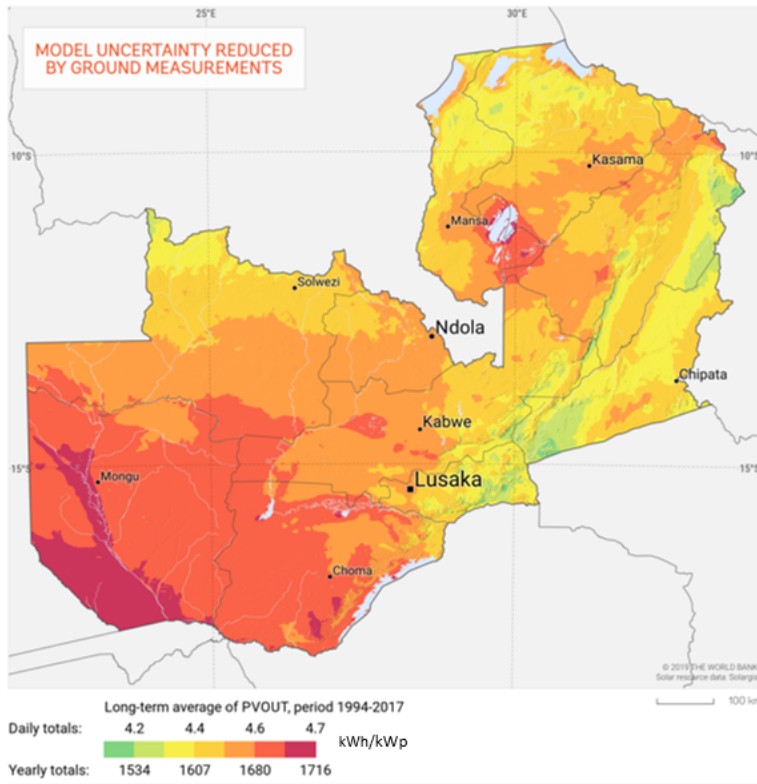 25°E 30°E
MODEL UNCERTAINTY REDUCED
BY GROUND MEASUREMENTS
10°S 10°S
Kasama
Mansa
Solwezi
Ndola
Chipata
Kabwe
15°S 15°S
Mongu
Lusaka
Choma
25°E 30°E
© 2019 THE WORLD BANK
Solar resource data: Solargis
100 km
Long-term average of PVOUT, period 1994-2017
Daily totals: 4.2 4.4 4.6 4.7
kWh/kWp
Yearly totals: 1534 1607 1680 1716